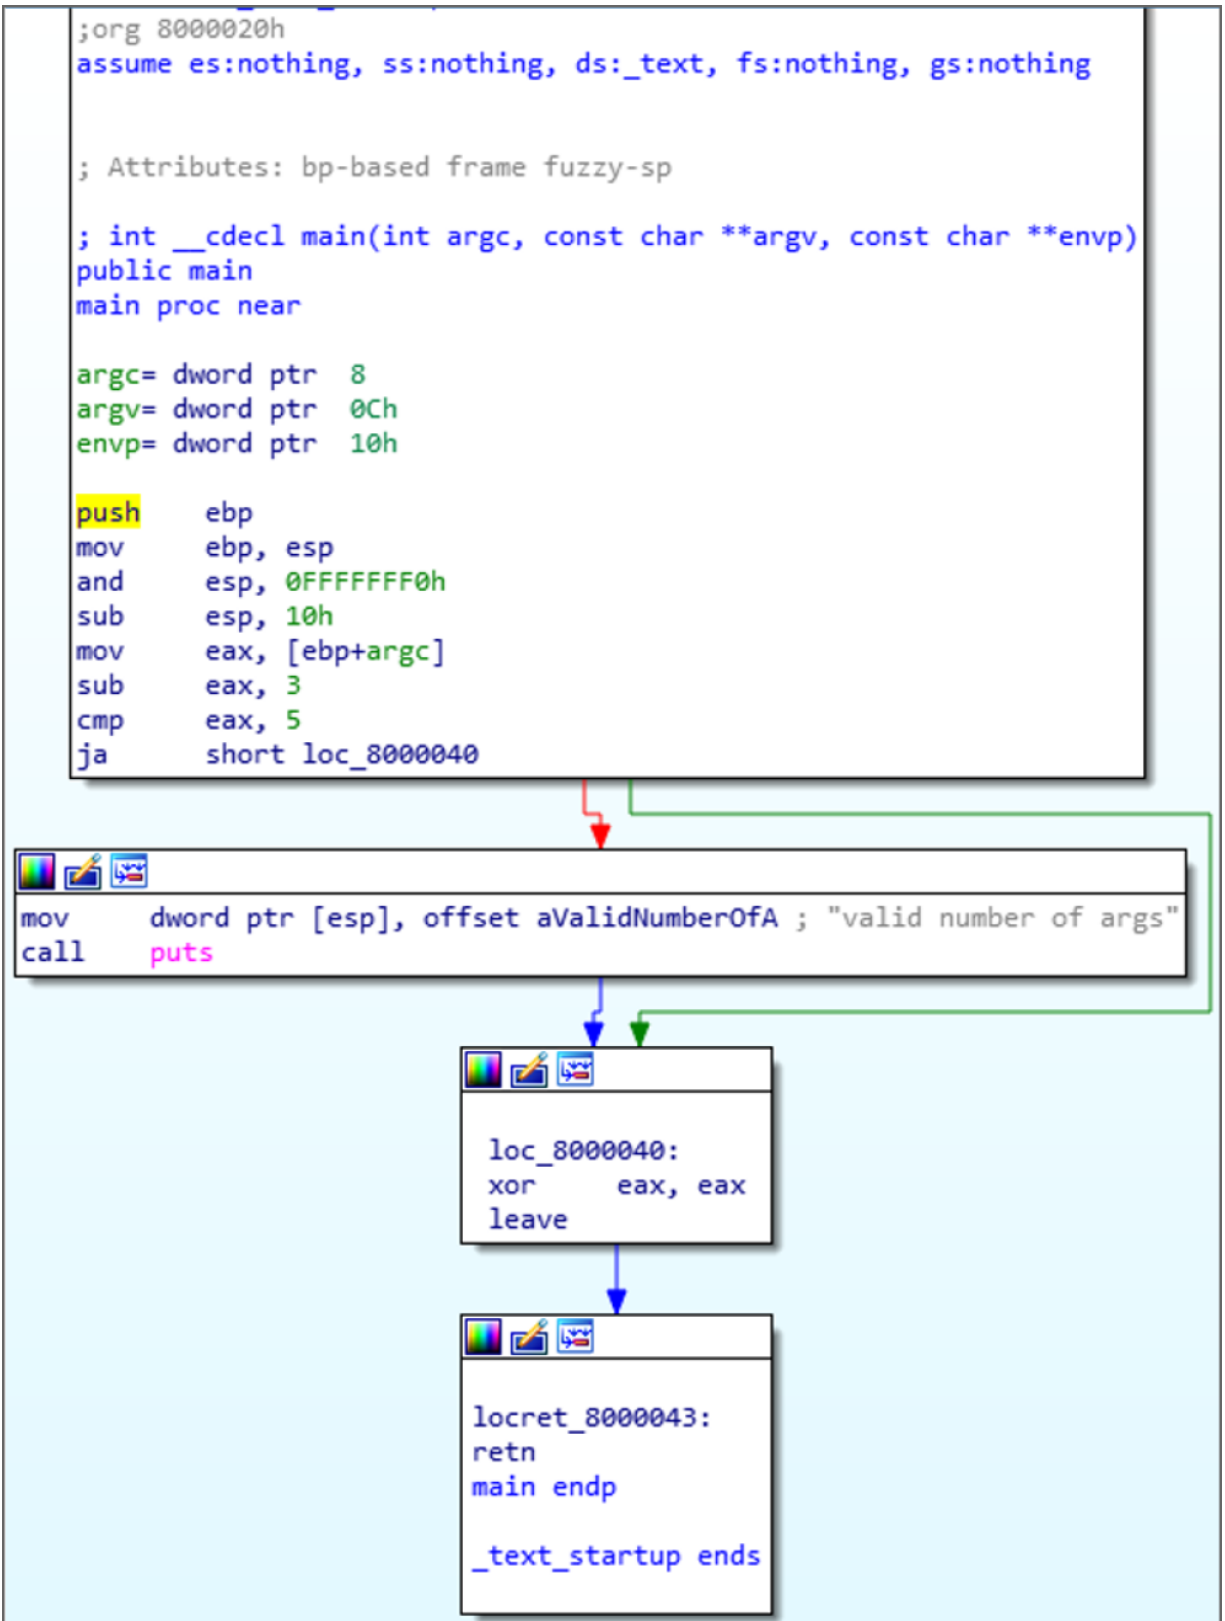 ;org 8000020h
assume es:nothing, ss:nothing, ds:_text, fs:nothing, gs:nothing
; Attributes: bp-based frame fuzzy-sp
; int __cdecl main(int argc, const char **argv, const char **envp)
public main
main proc near
argc= dword ptr  8
argv= dword ptr  0Ch
envp= dword ptr  10h
push    ebp
mov     ebp, esp
and     esp, 0FFFFFFF0h
sub     esp, 10h
mov     eax, [ebp+argc]
sub     eax, 3
cmp     eax, 5
ja      short loc_8000040
mov     dword ptr [esp], offset aValidNumberOfA ; "valid number of args"
call    puts
loc_8000040:
xor     eax, eax
leave
locret_8000043:
retn
main endp
_text_startup ends